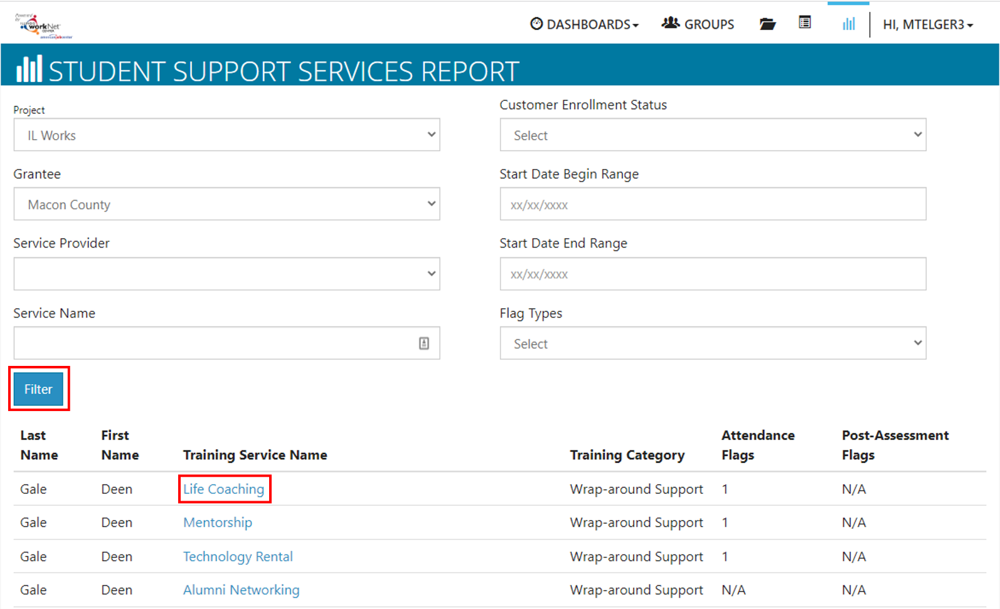 Powered by
ILLINOIS
workNet
CENTER
americanjobcenter
DASHBOARDS
GROUPS
HI, MTELGER3
STUDENT SUPPORT SERVICES REPORT
Project
IL Works
Customer Enrollment Status
Select
Grantee
Macon County
Start Date Begin Range
xx/xx/xxxx
Service Provider
Start Date End Range
xx/xx/xxxx
Service Name
Flag Types
Select
Filter
Last Name First Name Training Service Name Training Category Attendance Flags Post-Assessment Flags
Gale Deen Life Coaching Wrap-around Support 1 N/A
Gale Deen Mentorship Wrap-around Support 1 N/A
Gale Deen Technology Rental Wrap-around Support 1 N/A
Gale Deen Alumni Networking Wrap-around Support N/A N/A